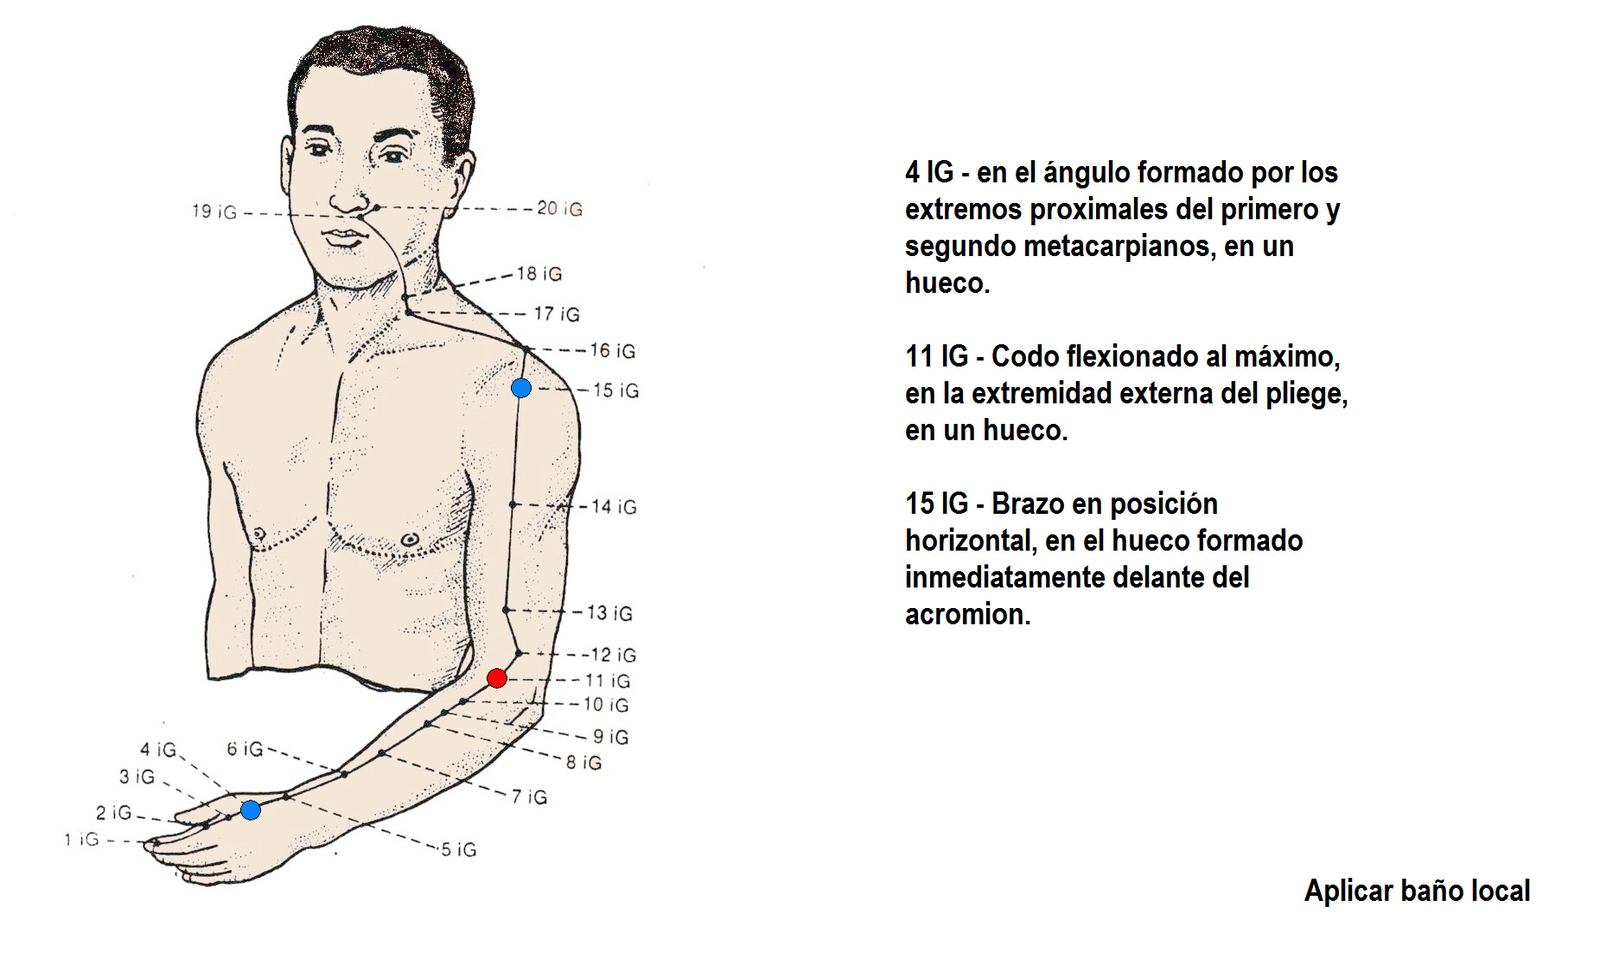 19 iG
20 iG
18 iG
17 iG
16 iG
15 iG
14 iG
13 iG
12 iG
11 iG
10 iG
9 iG
8 iG
7 iG
6 iG
5 iG
4 iG
3 iG
2 iG
1 iG
4 IG - en el ángulo formado por los
extremos proximales del primero y
segundo metacarpianos, en un
hueco.
11 IG - Codo flexionado al máximo,
en la extremidad externa del pliege,
en un hueco.
15 IG - Brazo en posición
horizontal, en el hueco formado
inmediatamente delante del
acromion.
Aplicar baño local